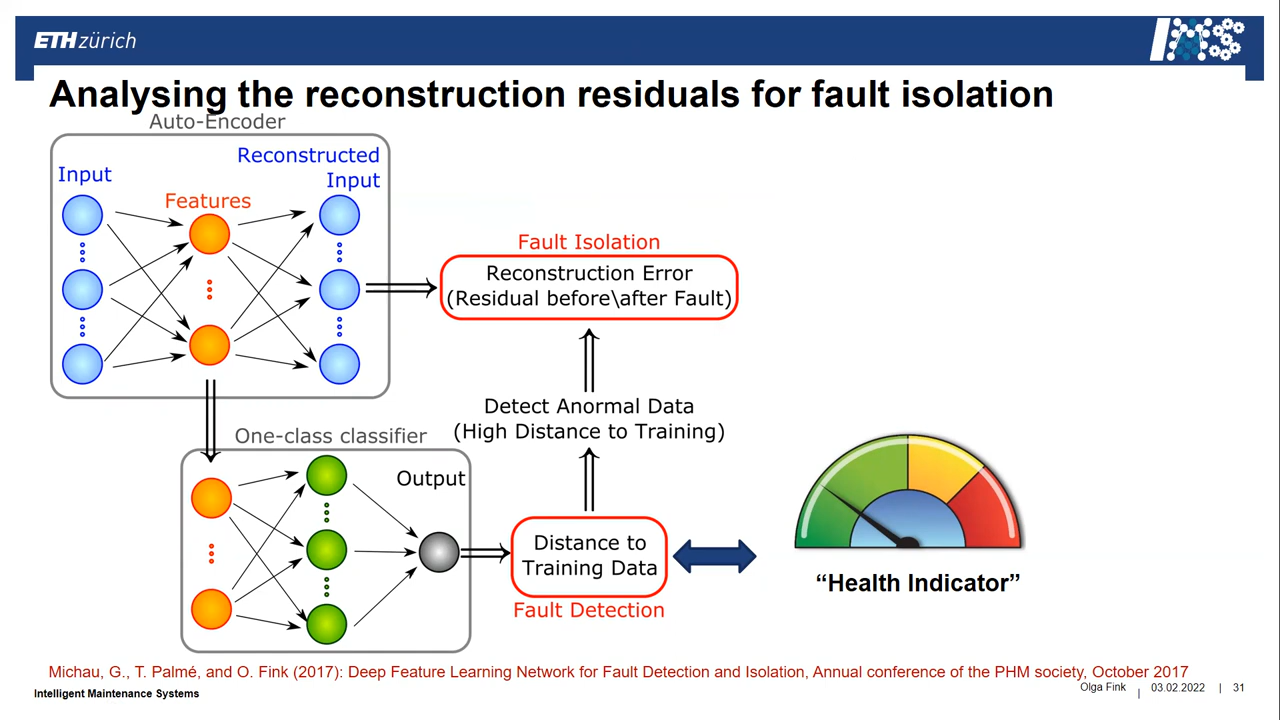 ETH zürich
IMS
Analysing the reconstruction residuals for fault isolation
Auto-Encoder
Input
Reconstructed
Input
Features
Fault Isolation
Reconstruction Error
(Residual before\after Fault)
Detect Anormal Data
(High Distance to Training)
One-class classifier
Output
Distance to
Training Data
Fault Detection
“Health Indicator”
Michau, G., T. Palmé, and O. Fink (2017): Deep Feature Learning Network for Fault Detection and Isolation, Annual conference of the PHM society, October 2017
Intelligent Maintenance Systems
Olga Fink | 03.02.2022 | 31